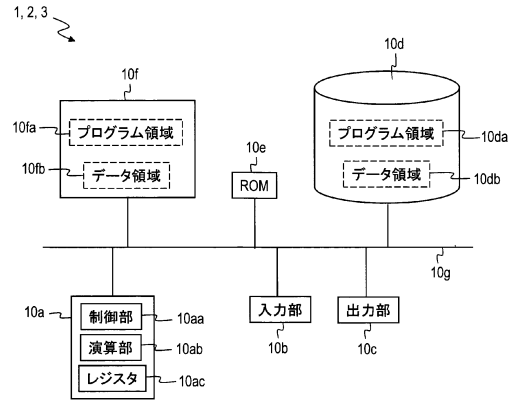 1, 2, 3
10f
10d
10fa
プログラム領域
10fb
データ領域
10e
ROM
プログラム領域
10da
データ領域
10db
10g
10a
制御部
10aa
演算部
10ab
レジスタ
10ac
入力部
10b
出力部
10c